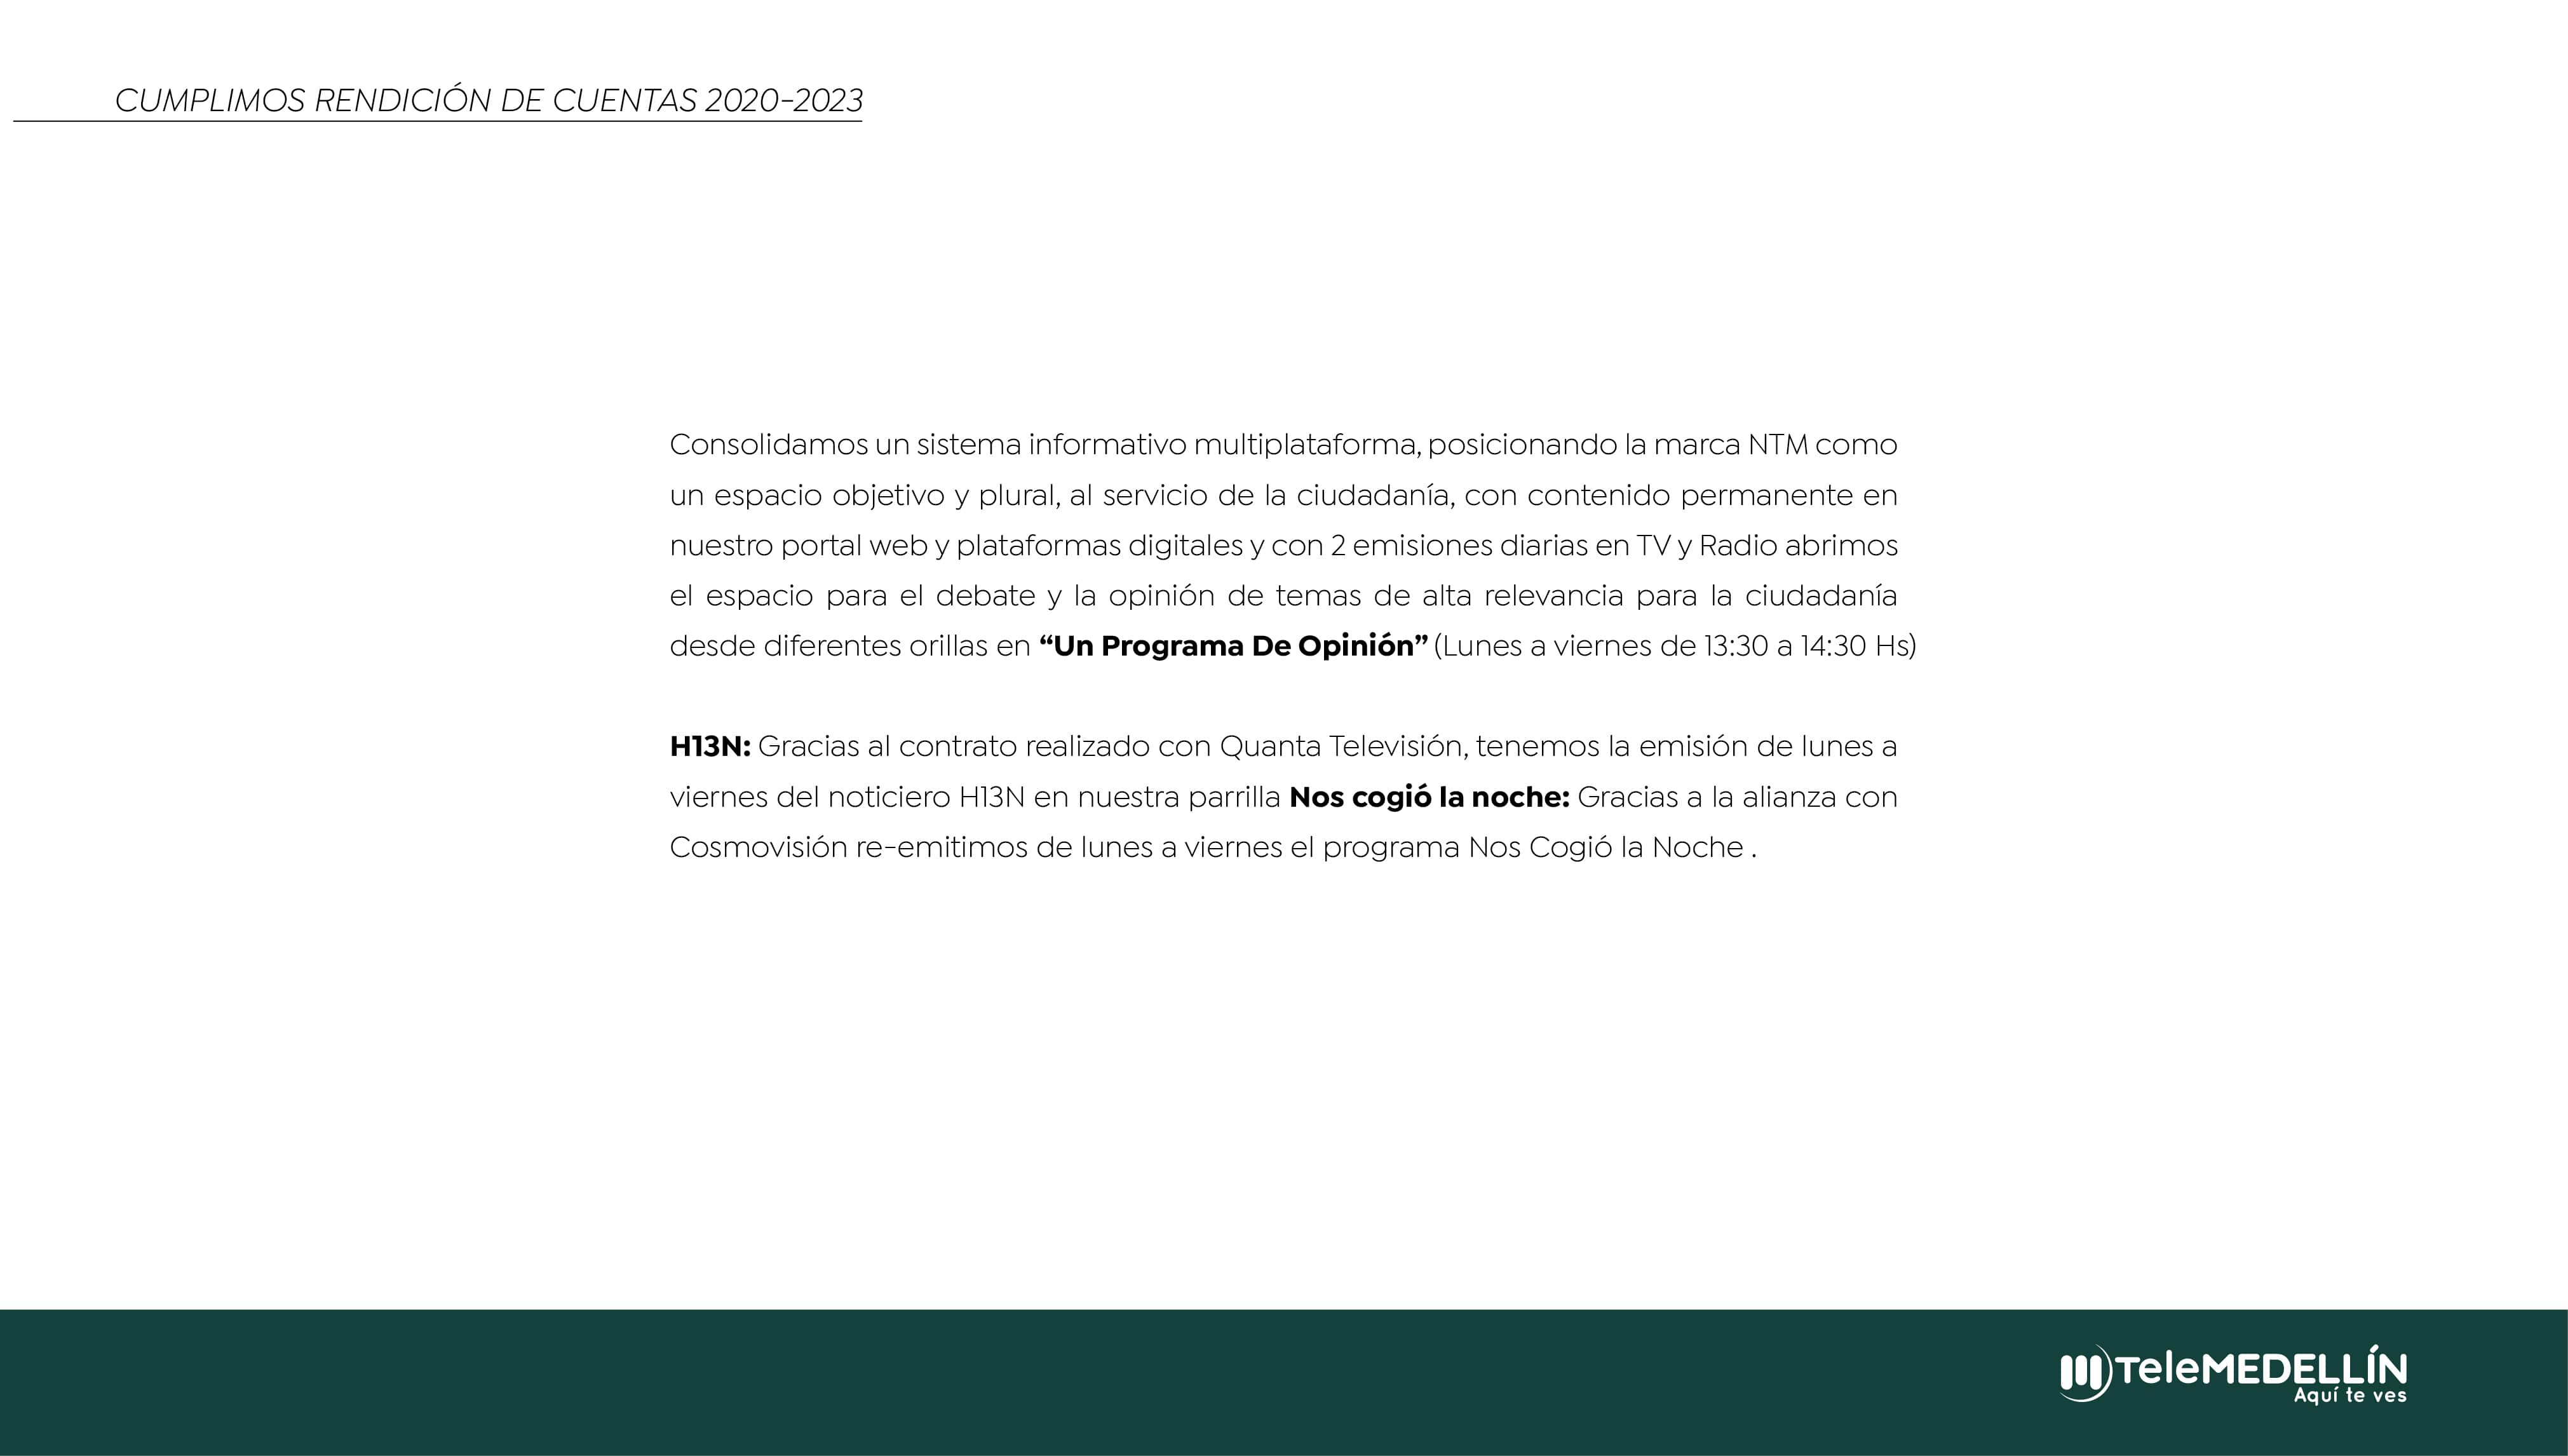 CUMPLIMOS RENDICIÓN DE CUENTAS 2020-2023
Consolidamos un sistema informativo multiplataforma, posicionando la marca NTM como
un espacio objetivo y plural, al servicio de la ciudadanía, con contenido permanente en
nuestro portal web y plataformas digitales y con 2 emisiones diarias en TV y Radio abrimos
el espacio para el debate y la opinión de temas de alta relevancia para la ciudadanía
desde diferentes orillas en “Un Programa De Opinión” (Lunes a viernes de 13:30 a 14:30 Hs)
H13N: Gracias al contrato realizado con Quanta Televisión, tenemos la emisión de lunes a
viernes del noticiero H13N en nuestra parrilla Nos cogió la noche: Gracias a la alianza con
Cosmovisión re-emitimos de lunes a viernes el programa Nos Cogió la Noche .
TeleMEDELLÍN
Aquí te ves